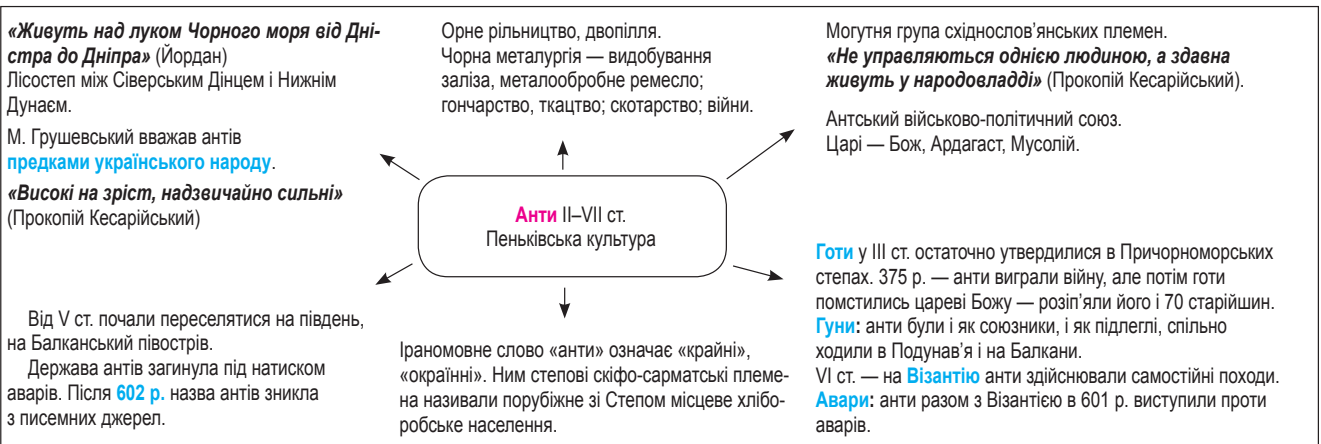 «Живуть над луком Чорного моря від Дні-
стра до Дніпра» (Йордан)
Лісостеп між Сіверським Дінцем і Нижнім
Дунаєм.
М. Грушевський вважав антів
предками українського народу.
«Високі на зріст, надзвичайно сильні»
(Прокопій Кесарійський)
Орне рільництво, двопілля.
Чорна металургія — видобування
заліза, металообробне ремесло;
гончарство, ткацтво; скотарство; війни.
Могутня група східнослов'янських племен.
«Не управляються однією людиною, а здавна
живуть у народовладді» (Прокопій Кесарійський).
Антський військово-політичний союз.
Царі — Бож, Ардагаст, Мусолій.
Анти II–VII ст.
Пеньківська культура
Від V ст. почали переселятися на південь,
на Балканський півострів.
Держава антів загинула під натиском
аварів. Після 602 р. назва антів зникла
з писемних джерел.
Іраномовне слово «анти» означає «крайні»,
«окраїнні». Ним степові скіфо-сарматські племе-
на називали порубіжне зі Степом місцеве хлібо-
робське населення.
Готи у III ст. остаточно утвердилися в Причорноморських
степах. 375 р. — анти виграли війну, але потім готи
помстились цареві Божу — розіп'яли його і 70 старійшин.
Гуни: анти були і як союзники, і як підлеглі, спільно
ходили в Подунав'я і на Балкани.
VI ст. — на Візантію анти здійснювали самостійні походи.
Авари: анти разом з Візантією в 601 р. виступили проти
аварів.